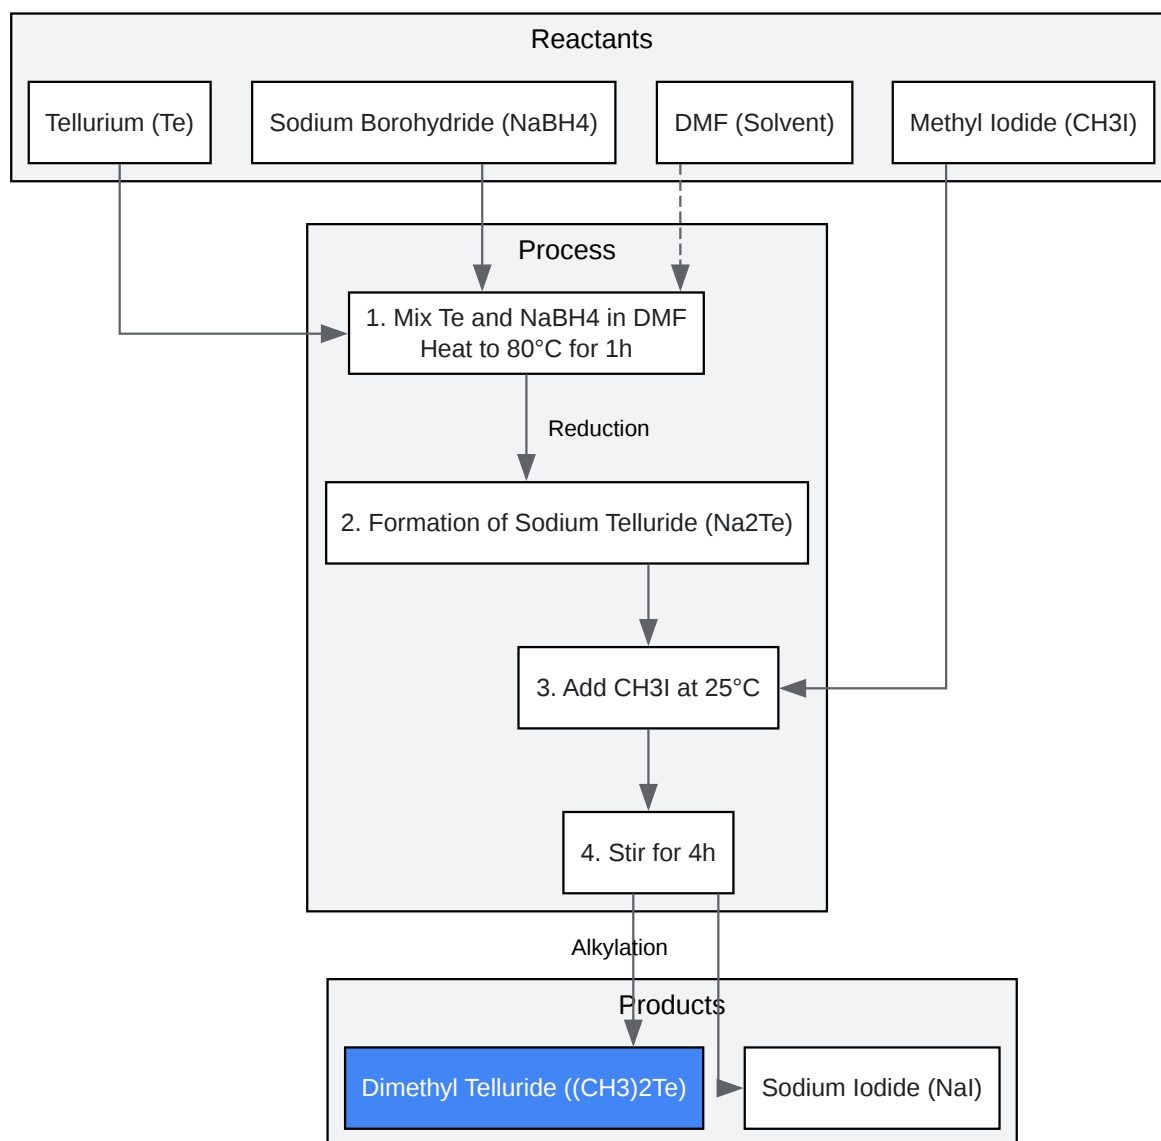 Reactants
Tellurium (Te)
Sodium Borohydride (NaBH4)
DMF (Solvent)
Methyl Iodide (CH3I)
Process
1. Mix Te and NaBH4 in DMF
Heat to 80°C for 1h
Reduction
2. Formation of Sodium Telluride (Na2Te)
3. Add CH3I at 25°C
4. Stir for 4h
Alkylation
Products
Dimethyl Telluride ((CH3)2Te)
Sodium Iodide (NaI)